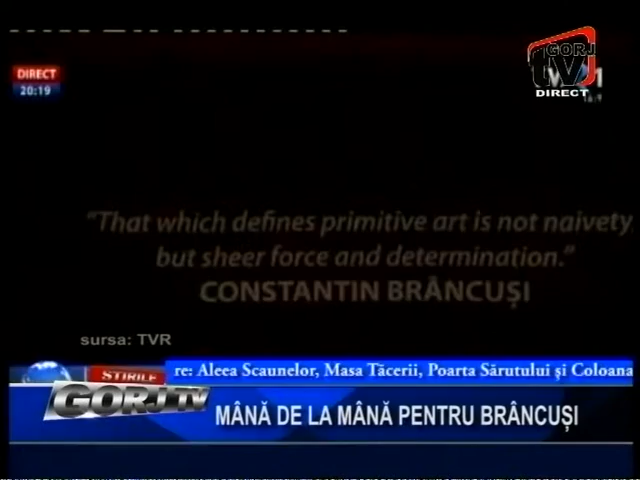 GORJ
tv
DIRECT
DIRECT
20:19
"That which defines primitive art is not naivety
but sheer force and determination."
CONSTANTIN BRÂNCUȘI
sursa: TVR
re: Aleea Scaunelor, Masa Tăcerii, Poarta Sărutului și Coloana
ȘTIRILE
GORJ TV
MÂNĂ DE LA MÂNĂ PENTRU BRÂNCUȘI